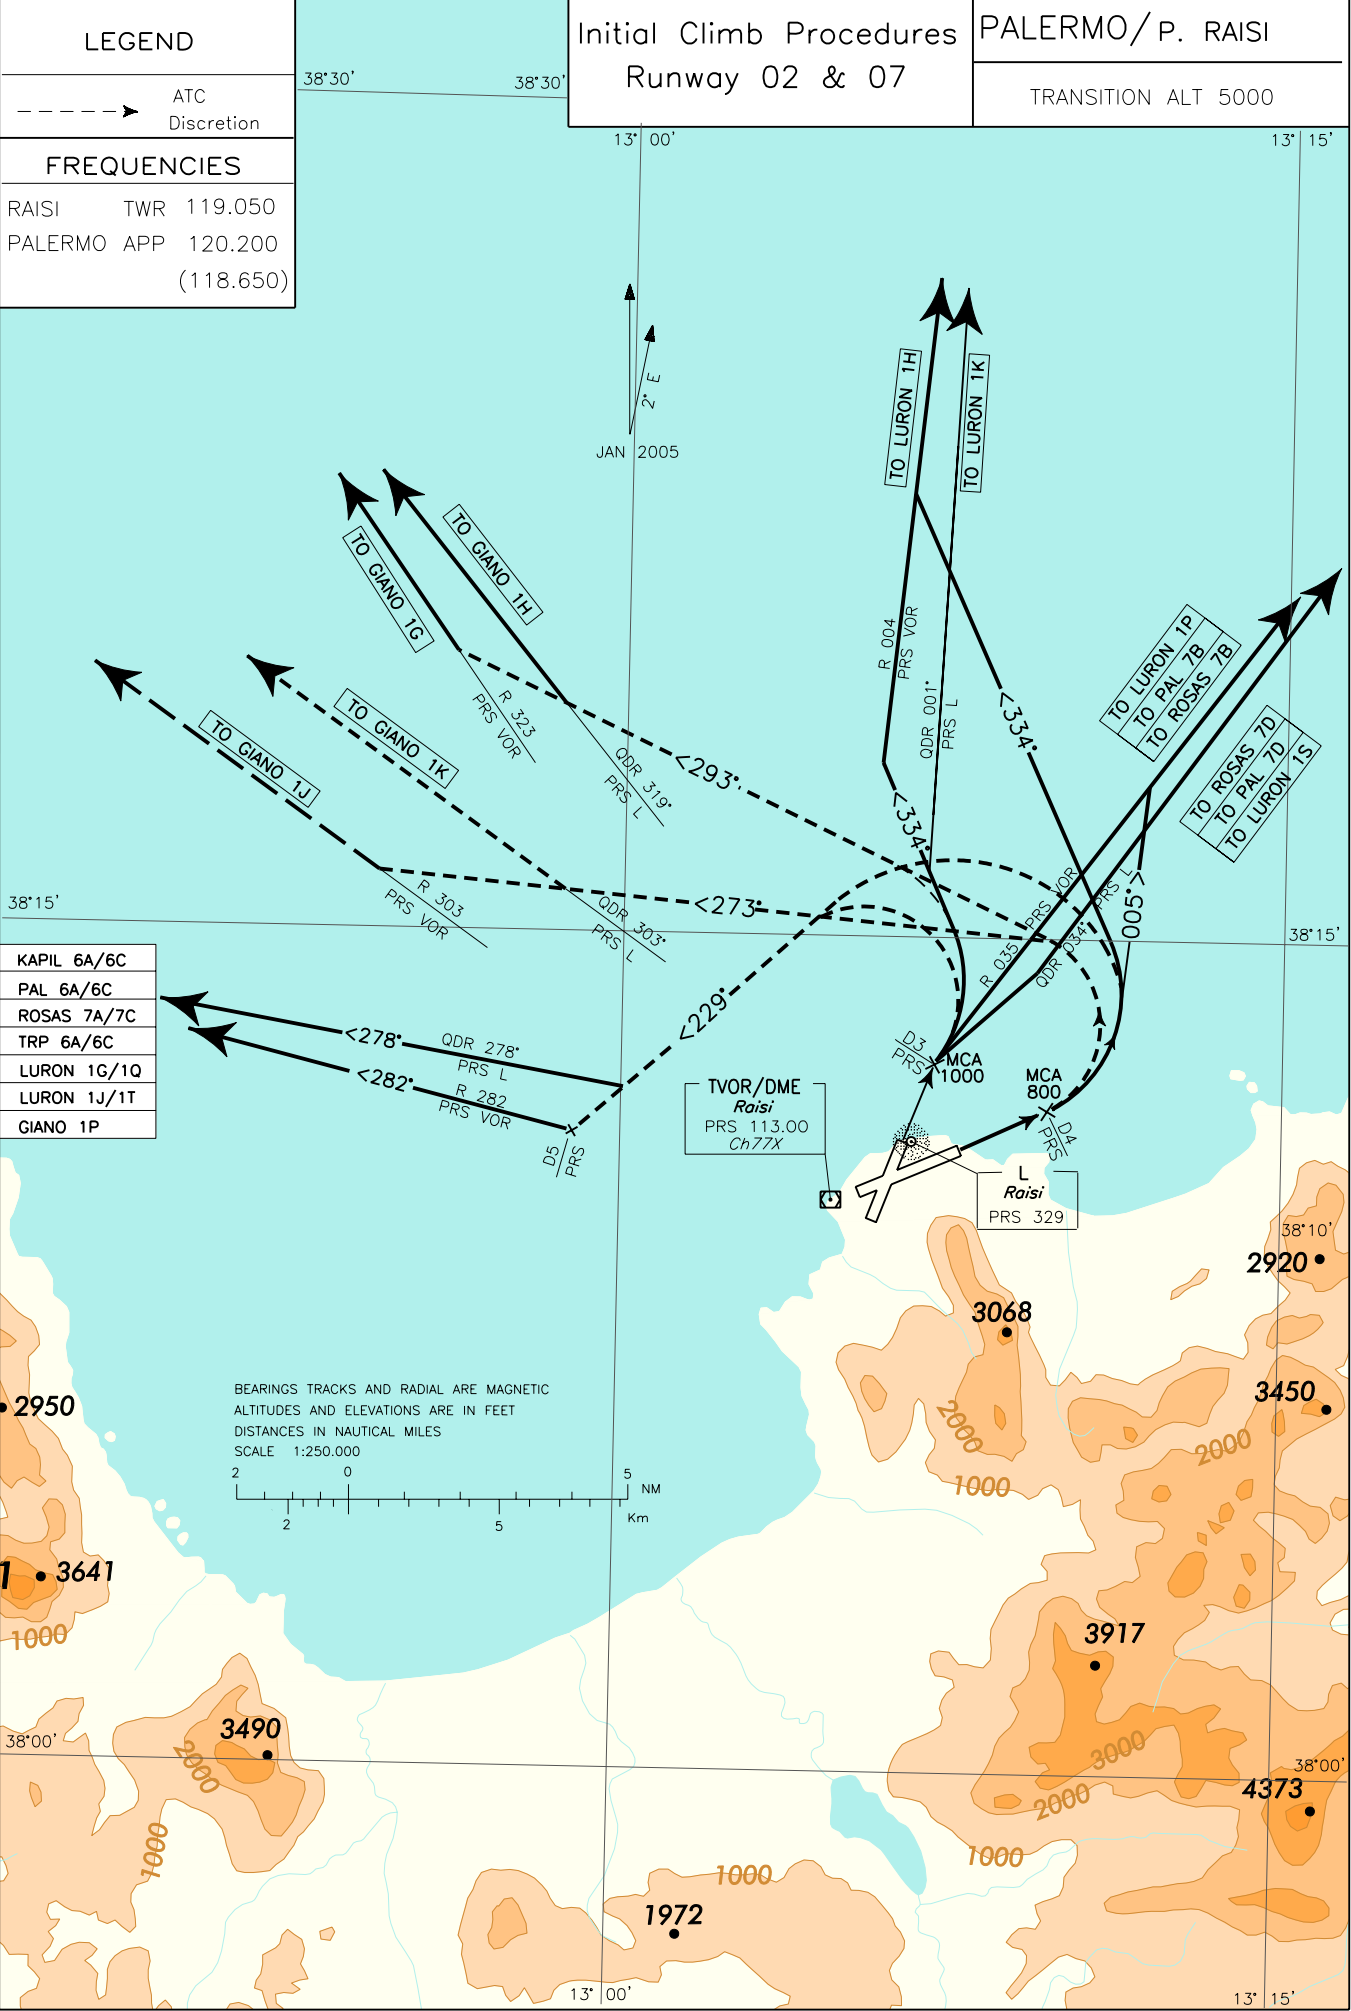 LEGEND
ATC
Discretion
FREQUENCIES
RAISI TWR 119.050
PALERMO APP 120.200
(118.650)
Initial Climb Procedures
Runway 02 & 07
PALERMO/ P. RAISI
TRANSITION ALT 5000
38°30'
38°30'
13° 00'
13° 15'
2° E
JAN 2005
TO LURON 1H
TO LURON 1K
TO GIANO 1H
TO GIANO 1G
TO GIANO 1K
TO GIANO 1J
R 323
PRS VOR
QDR 319°
PRS L
R 004
PRS VOR
QDR 001°
PRS L
<334°
<334°
<293°
TO LURON 1P
TO PAL 7B
TO ROSAS 7B
TO ROSAS 7D
TO PAL 7D
TO LURON 1S
R 303
PRS VOR
QDR 303°
PRS L
<273°
R 035 PRS VOR
QDR 034° PRS L
005°>
38°15'
38°15'
KAPIL 6A/6C
PAL 6A/6C
ROSAS 7A/7C
TRP 6A/6C
LURON 1G/1Q
LURON 1J/1T
GIANO 1P
<278°
QDR 278°
PRS L
<282°
R 282
PRS VOR
<229°
D5
PRS
D3
PRS
MCA
1000
MCA
800
D4
PRS
TVOR/DME
Raisi
PRS 113.00
Ch77X
L
Raisi
PRS 329
38°10'
2920
3068
3450
2950
2000
2000
1000
BEARINGS TRACKS AND RADIAL ARE MAGNETIC
ALTITUDES AND ELEVATIONS ARE IN FEET
DISTANCES IN NAUTICAL MILES
SCALE 1:250.000
2 0 5 NM
2 5 Km
1
3641
1000
3917
3490
2000
3000
38°00'
38°00'
4373
2000
1000
1000
1000
1972
13° 00'
13° 15'